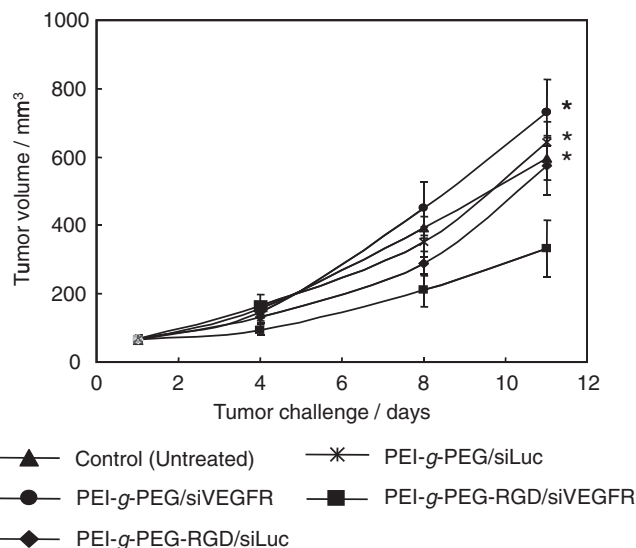 1000
800
600
400
200
0
Tumor volume / mm³
*
*
*
0 2 4 6 8 10 12
Tumor challenge / days
Control (Untreated)
PEI-g-PEG/siLuc
PEI-g-PEG/siVEGFR
PEI-g-PEG-RGD/siVEGFR
PEI-g-PEG-RGD/siLuc